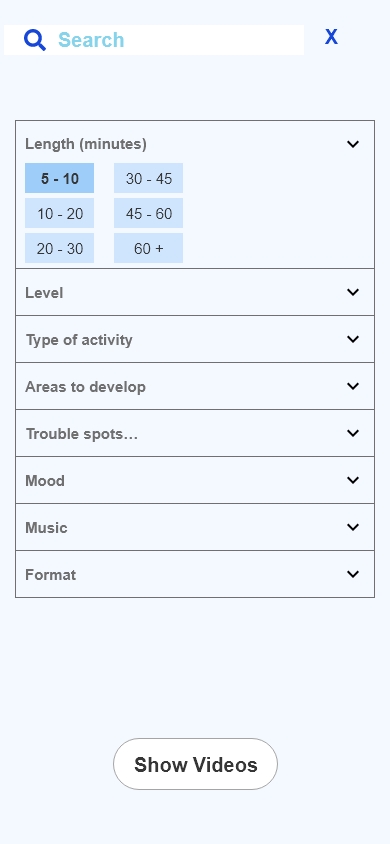 Search
X
Length (minutes)
5 - 10
30 - 45
10 - 20
45 - 60
20 - 30
60 +
Level
Type of activity
Areas to develop
Trouble spots…
Mood
Music
Format
Show Videos